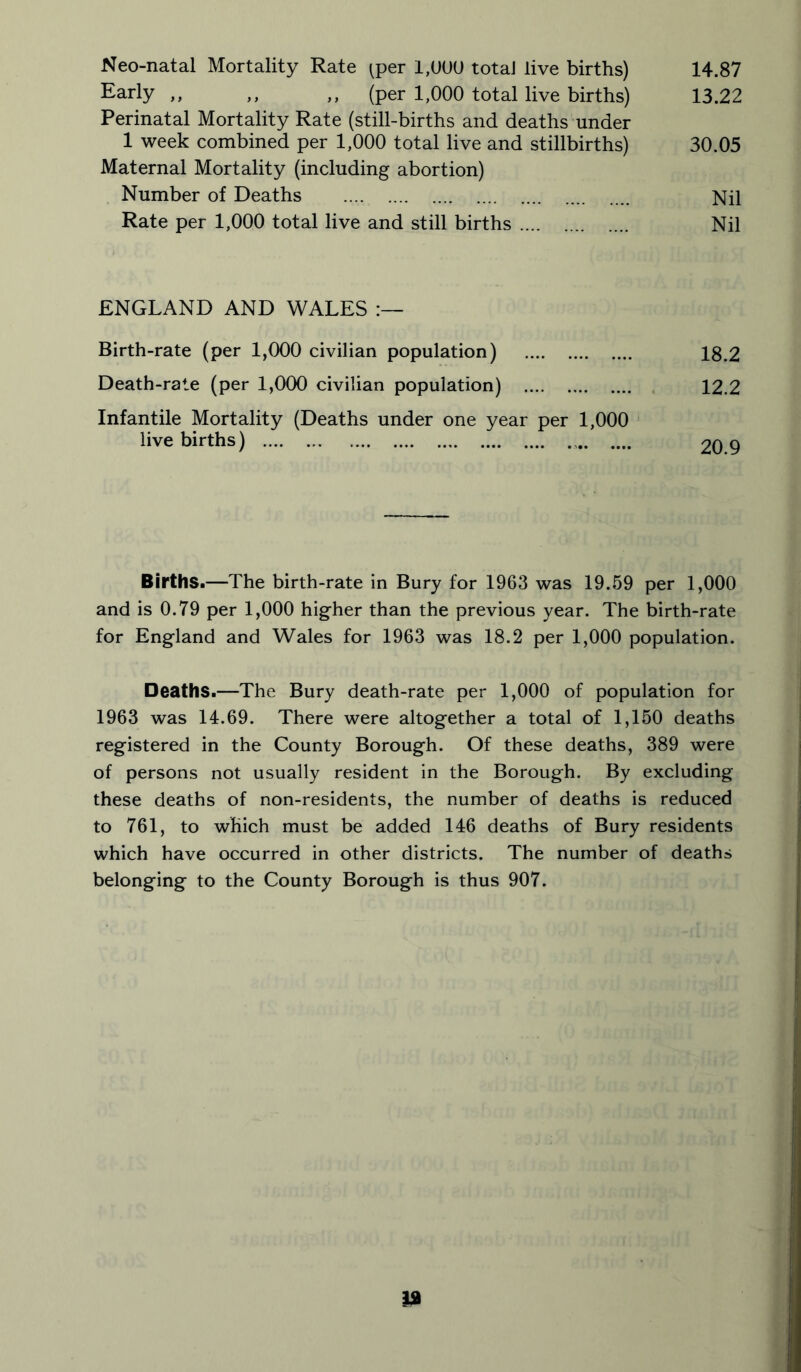 Neo-natal Mortality Rate (per 1,000 total live births) 14.87
Early ,, ,, ,, (per 1,000 total live births) 13.22
Perinatal Mortality Rate (still-births and deaths under
1 week combined per 1,000 total live and stillbirths) 30.05
Maternal Mortality (including abortion)
Number of Deaths .... .... .... .... .... .... .... Nil
Rate per 1,000 total live and still births .... .... .... Nil
ENGLAND AND WALES :—
Birth-rate (per 1,000 civilian population) .... .... .... 18.2
Death-rate (per 1,000 civilian population) .... .... .... 12.2
Infantile Mortality (Deaths under one year per 1,000
live births) .... ... .... .... .... .... .... .... .... 20.9
Births.—The birth-rate in Bury for 1963 was 19.59 per 1,000
and is 0.79 per 1,000 higher than the previous year. The birth-rate
for England and Wales for 1963 was 18.2 per 1,000 population.
Deaths.—The Bury death-rate per 1,000 of population for
1963 was 14.69. There were altogether a total of 1,150 deaths
registered in the County Borough. Of these deaths, 389 were
of persons not usually resident in the Borough. By excluding
these deaths of non-residents, the number of deaths is reduced
to 761, to which must be added 146 deaths of Bury residents
which have occurred in other districts. The number of deaths
belonging to the County Borough is thus 907.